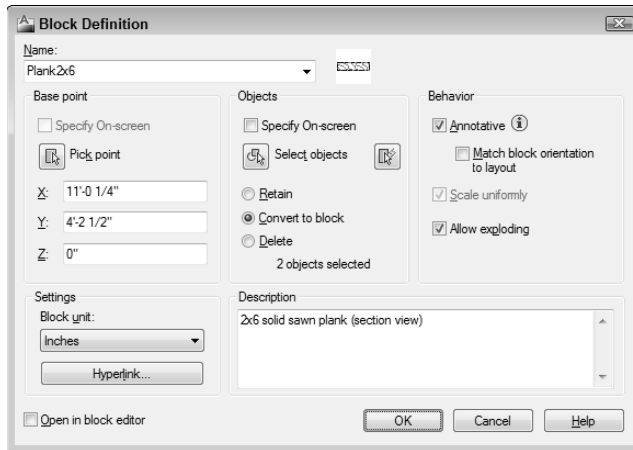 Block Definition
Name:
Plank2x6
Base point
Specify On-screen
Pick point
X: 11'-0 1/4"
Y: 4'-2 1/2"
Z: 0"
Objects
Specify On-screen
Select objects
Retain
Convert to block
Delete
2 objects selected
Behavior
Annotative
Match block orientation
to layout
Scale uniformly
Allow exploding
Settings
Block unit:
Inches
Hyperlink...
Description
2x6 solid sawn plank (section view)
Open in block editor
OK Cancel Help